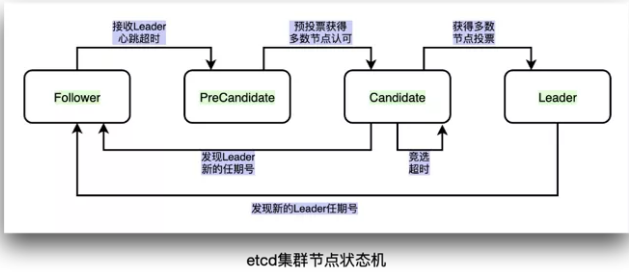 接收Leader
心跳超时
预投票获得
多数节点认可
获得多数
节点投票
Follower
PreCandidate
Candidate
Leader
发现Leader
新的任期号
竞选
超时
发现新的Leader任期号
etcd集群节点状态机